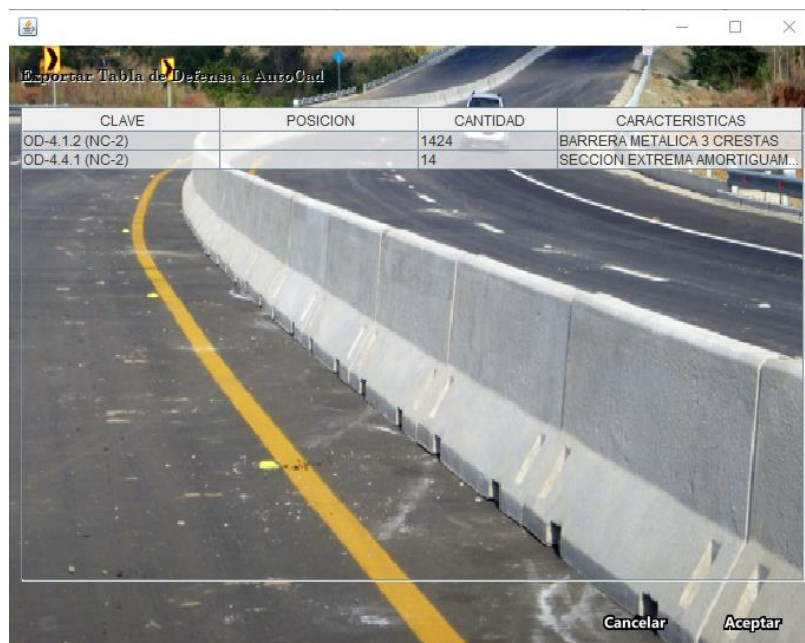 Exportar Tabla de Defensa a AutoCad
CLAVE POSICION CANTIDAD CARACTERISTICAS
OD-4.1.2 (NC-2) 1424 BARRERA METALICA 3 CRESTAS
OD-4.4.1 (NC-2) 14 SECCION EXTREMA AMORTIGUAM...
Cancelar Aceptar